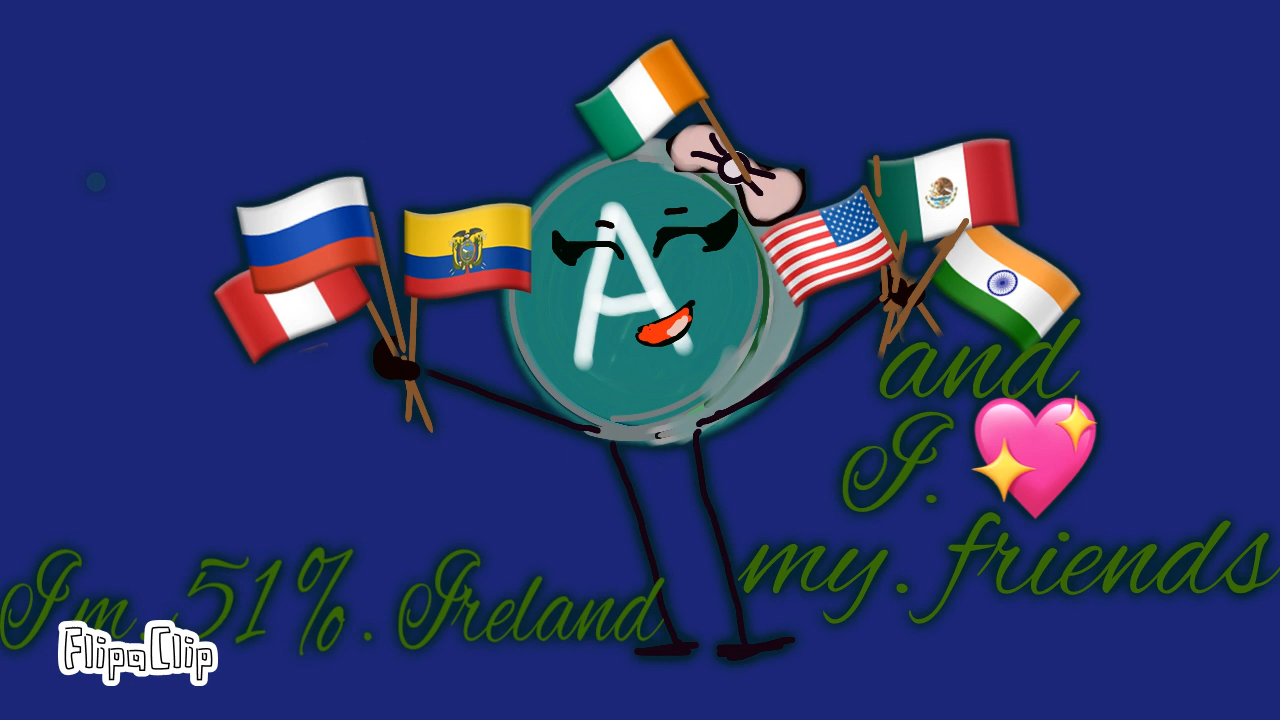 A
and
I. 💖
my. friends
Im. 51%. Ireland
FlipaClip